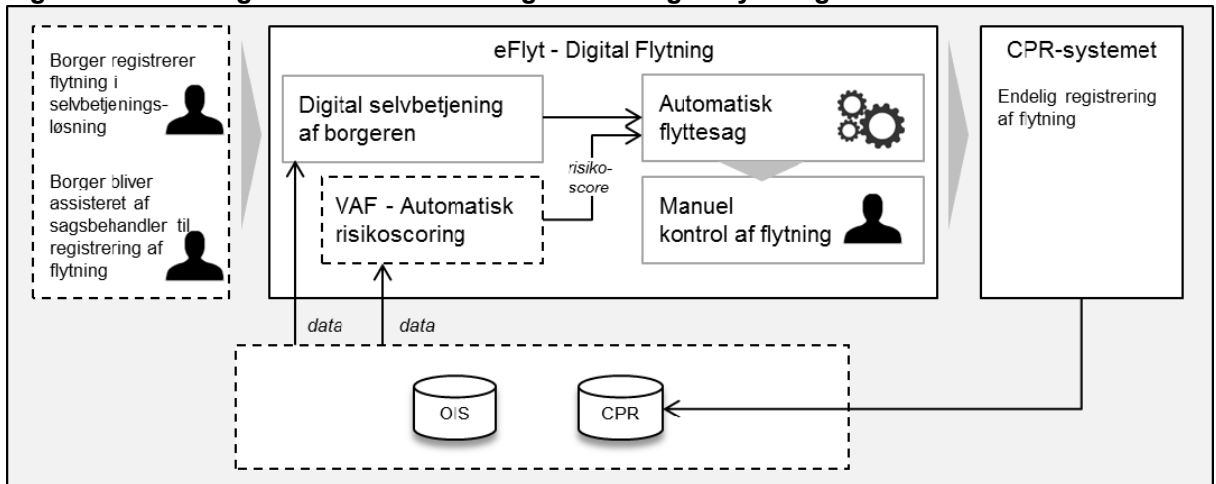 Borger registrerer
flytning i
selvbetjenings-
løsning
Borger bliver
assisteret af
sagsbehandler til
registrering af
flytning
eFlyt - Digital Flytning
Digital selvbetjening
af borgeren
VAF - Automatisk
risikoscoring
risiko-
score
Automatisk
flyttesag
Manuel
kontrol af flytning
CPR-systemet
Endelig registrering
af flytning
data
data
OIS
CPR